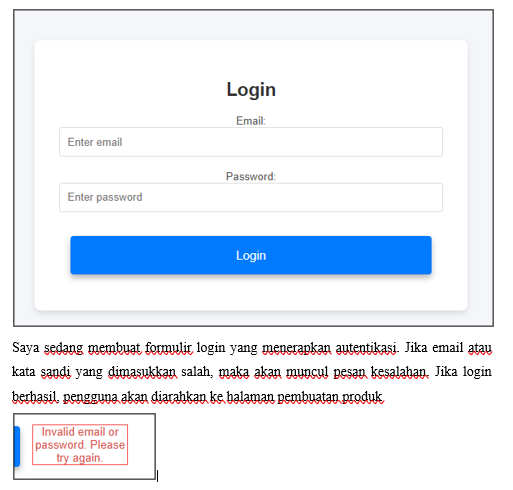 Login
Email:
Enter email
Password:
Enter password
Login
Saya sedang membuat formulir login yang menerapkan autentikasi. Jika email atau
kata sandi yang dimasukkan salah, maka akan muncul pesan kesalahan. Jika login
berhasil, pengguna akan diarahkan ke halaman pembuatan produk.
Invalid email or
password. Please
try again.